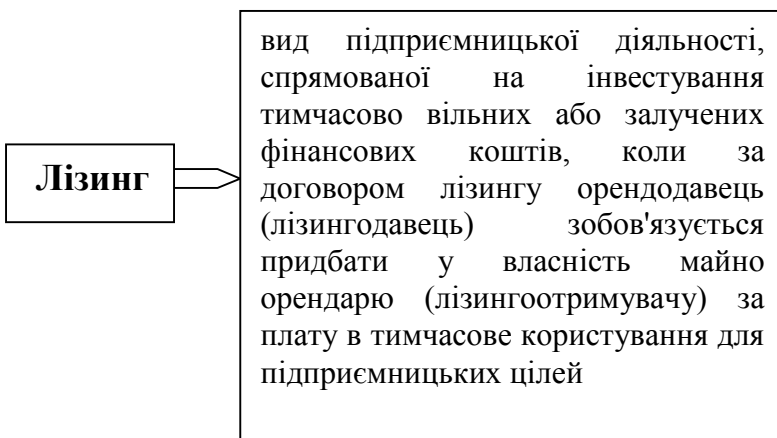 Лізинг
вид підприємницької діяльності,
спрямованої на інвестування
тимчасово вільних або залучених
фінансових коштів, коли за
договором лізингу орендодавець
(лізингодавець) зобов'язується
придбати у власність майно
орендарю (лізингоотримувачу) за
плату в тимчасове користування для
підприємницьких цілей